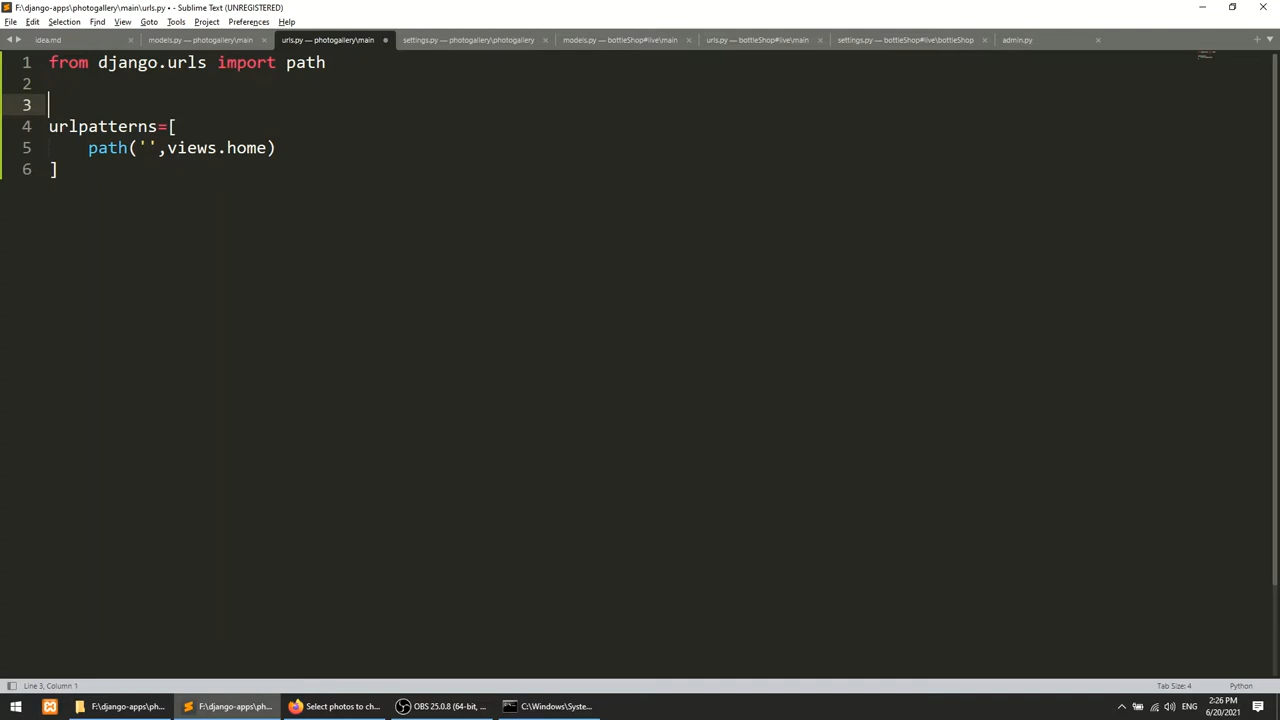 F:\django-apps\photogallery\main\urls.py • - Sublime Text (UNREGISTERED)
File Edit Selection Find View Goto Tools Project Preferences Help
idea.md models.py — photogallery\main urls.py — photogallery\main settings.py — photogallery\photogallery models.py — bottleShop#live\main urls.py — bottleShop#live\main settings.py — bottleShop#live\bottleShop admin.py
1 from django.urls import path
2
3
4 urlpatterns=[
5 path('',views.home)
6 ]
Line 3, Column 1 Tab Size: 4 Python
F:\django-apps\ph... F:\django-apps\ph... Select photos to ch... OBS 25.0.8 (64-bit, ... C:\Windows\Syste... ENG 2:26 PM
6/20/2021